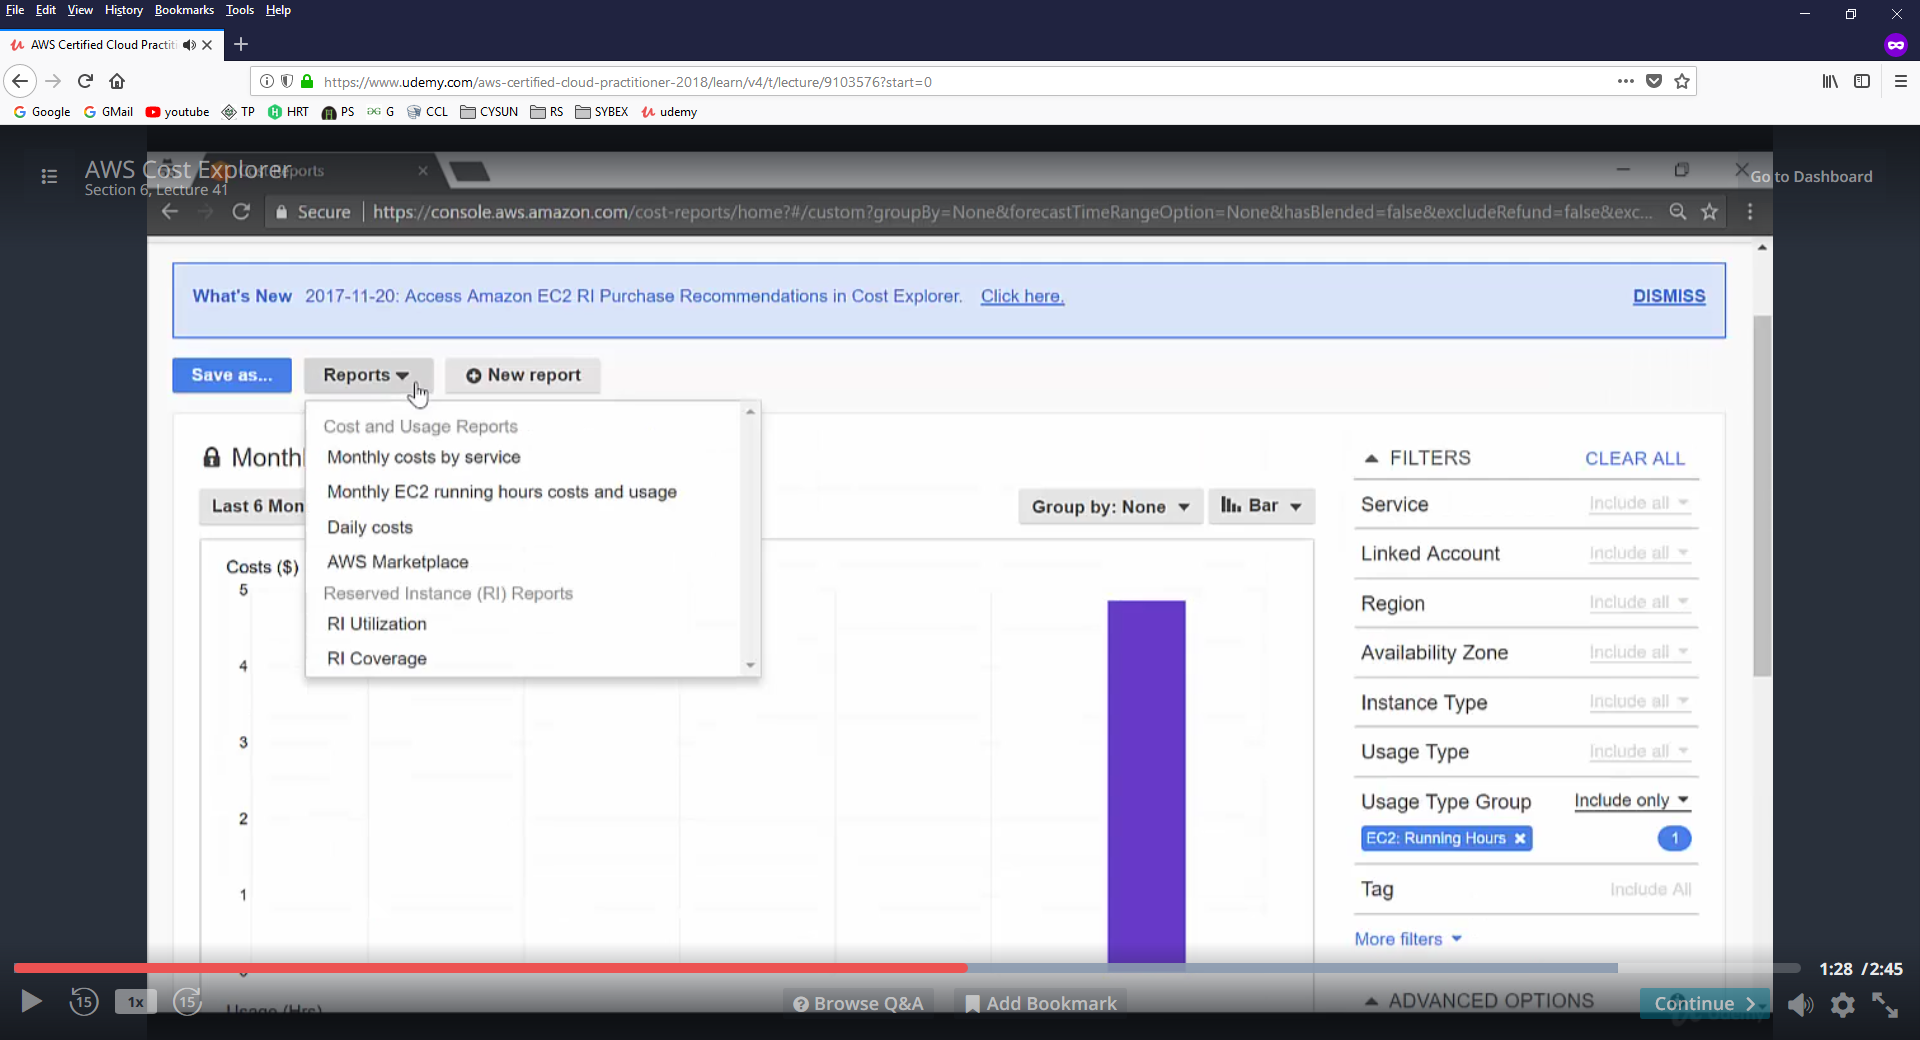 File Edit View History Bookmarks Tools Help
AWS Certified Cloud Practiti
https://www.udemy.com/aws-certified-cloud-practitioner-2018/learn/v4/t/lecture/9103576?start=0
Google GMail youtube TP HRT PS G CCL CYSUN RS SYBEX udemy
AWS Cost Explorer
Cost Reports
Go to Dashboard
Section 6, Lecture 41
Secure https://console.aws.amazon.com/cost-reports/home?#/custom?groupBy=None&forecastTimeRangeOption=None&hasBlended=false&excludeRefund=false&exc...
What's New 2017-11-20: Access Amazon EC2 RI Purchase Recommendations in Cost Explorer. Click here. DISMISS
Save as... Reports New report
Cost and Usage Reports
Monthly costs by service
Monthly EC2 running hours costs and usage
Daily costs
AWS Marketplace
Reserved Instance (RI) Reports
RI Utilization
RI Coverage
Monthl
Last 6 Mon
Group by: None Bar
Costs ($)
5
4
3
2
1
0
Usage (Hrs)
FILTERS CLEAR ALL
Service Include all
Linked Account Include all
Region Include all
Availability Zone Include all
Instance Type Include all
Usage Type Include all
Usage Type Group Include only
EC2: Running Hours 1
Tag Include All
More filters
ADVANCED OPTIONS
1:28 / 2:45
15 1x 15 Browse Q&A Add Bookmark Continue